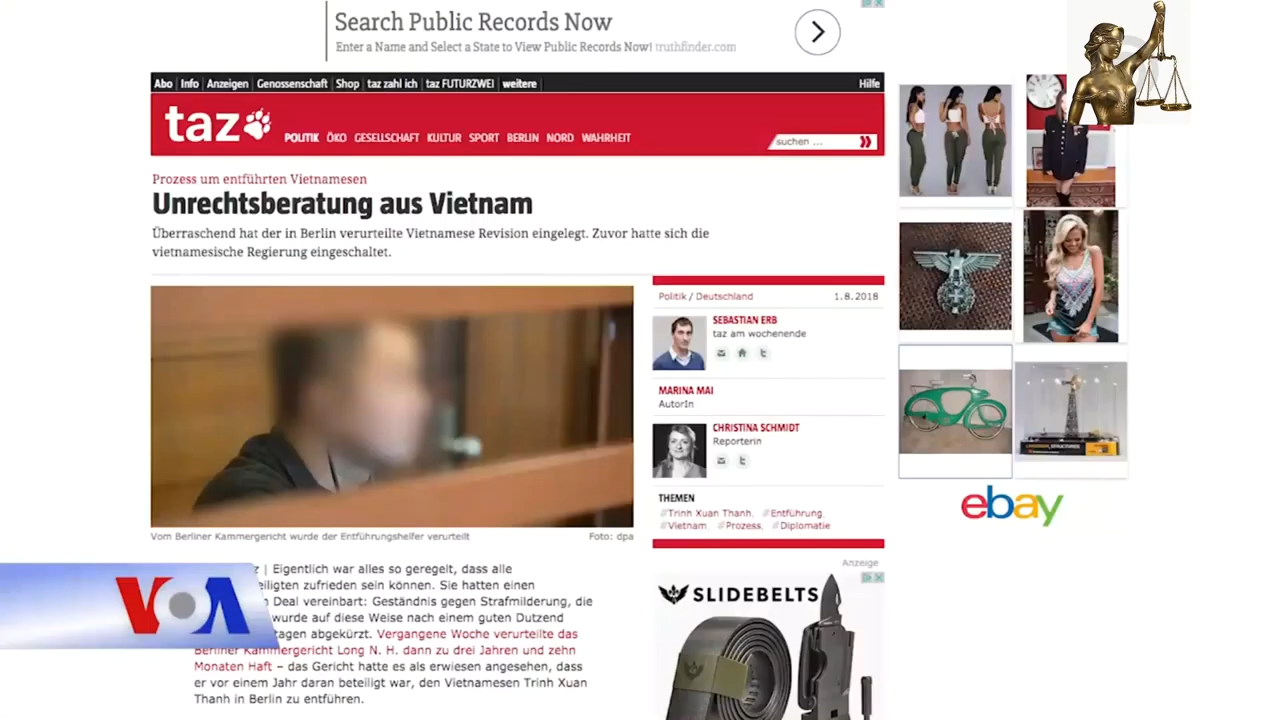 Search Public Records Now
Enter a Name and Select a State to View Public Records Now! truthfinder.com
Abo Info Anzeigen Genossenschaft Shop taz zahl ich taz FUTURZWEI weitere Hilfe
taz
POLITIK ÖKO GESELLSCHAFT KULTUR SPORT BERLIN NORD WAHRHEIT
suchen ...
Prozess um entführten Vietnamesen
Unrechtsberatung aus Vietnam
Überraschend hat der in Berlin verurteilte Vietnamese Revision eingelegt. Zuvor hatte sich die
vietnamesische Regierung eingeschaltet.
Vom Berliner Kammergericht wurde der Entführungshelfer verurteilt Foto: dpa
z | Eigentlich war alles so geregelt, dass alle
eiligten zufrieden sein können. Sie hatten einen
Deal vereinbart: Geständnis gegen Strafmilderung, die
wurde auf diese Weise nach einem guten Dutzend
tagen abgekürzt. Vergangene Woche verurteilte das
Berliner Kammergericht Long N. H. dann zu drei Jahren und zehn
Monaten Haft – das Gericht hatte es als erwiesen angesehen, dass
er vor einem Jahr daran beteiligt war, den Vietnamesen Trinh Xuan
Thanh in Berlin zu entführen.
Politik / Deutschland 1.8.2018
SEBASTIAN ERB
taz am wochenende
MARINA MAI
AutorIn
CHRISTINA SCHMIDT
Reporterin
THEMEN
#Trinh Xuan Thanh, #Entführung,
#Vietnam, #Prozess, #Diplomatie
Anzeige
SLIDEBELTS
ebay
VOA